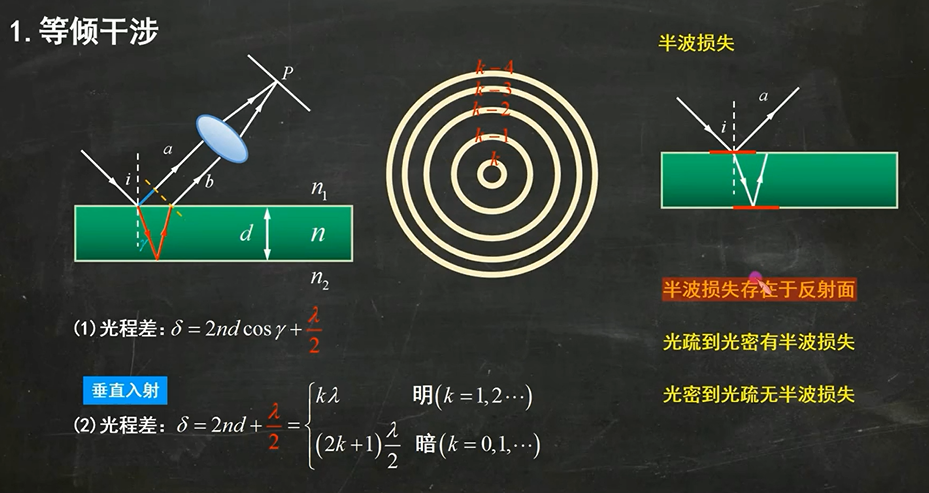 1. 等倾干涉
P
a
i
b
n₁
γ
d
n
n₂
k−4
k−3
k−2
k−1
k
半波损失
a
i
半波损失存在于反射面
光疏到光密有半波损失
光密到光疏无半波损失
(1) 光程差: δ = 2nd cos γ + λ/2
垂直入射
(2) 光程差: δ = 2nd + λ/2 = { kλ 明(k = 1,2⋯)
(2k+1) λ/2 暗(k = 0,1,⋯)